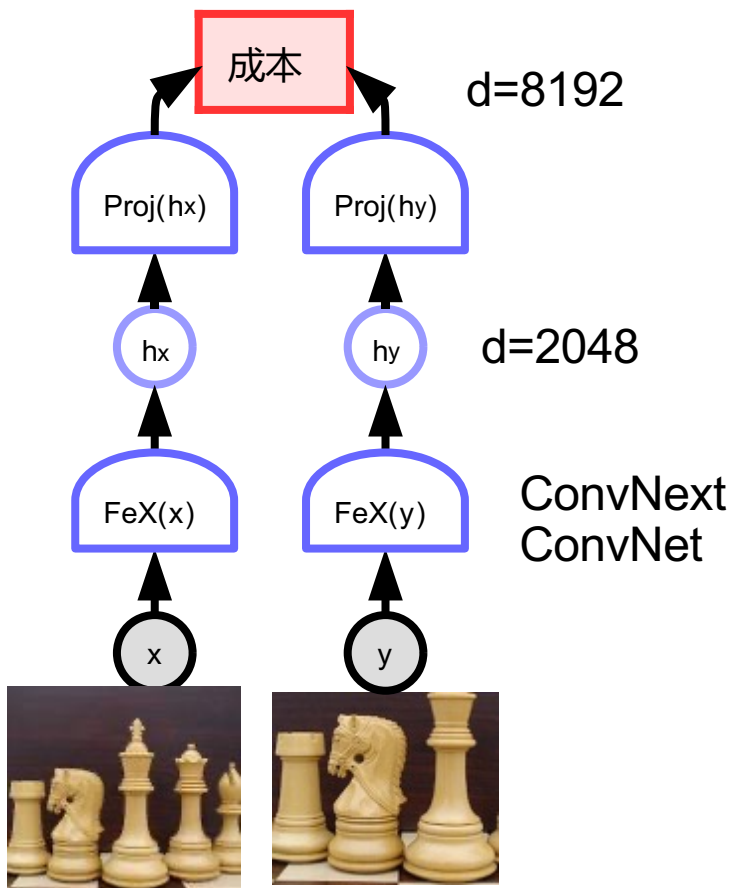 成本
d=8192
Proj(hx)
Proj(hy)
hx
hy
d=2048
FeX(x)
FeX(y)
ConvNext
ConvNet
x
y